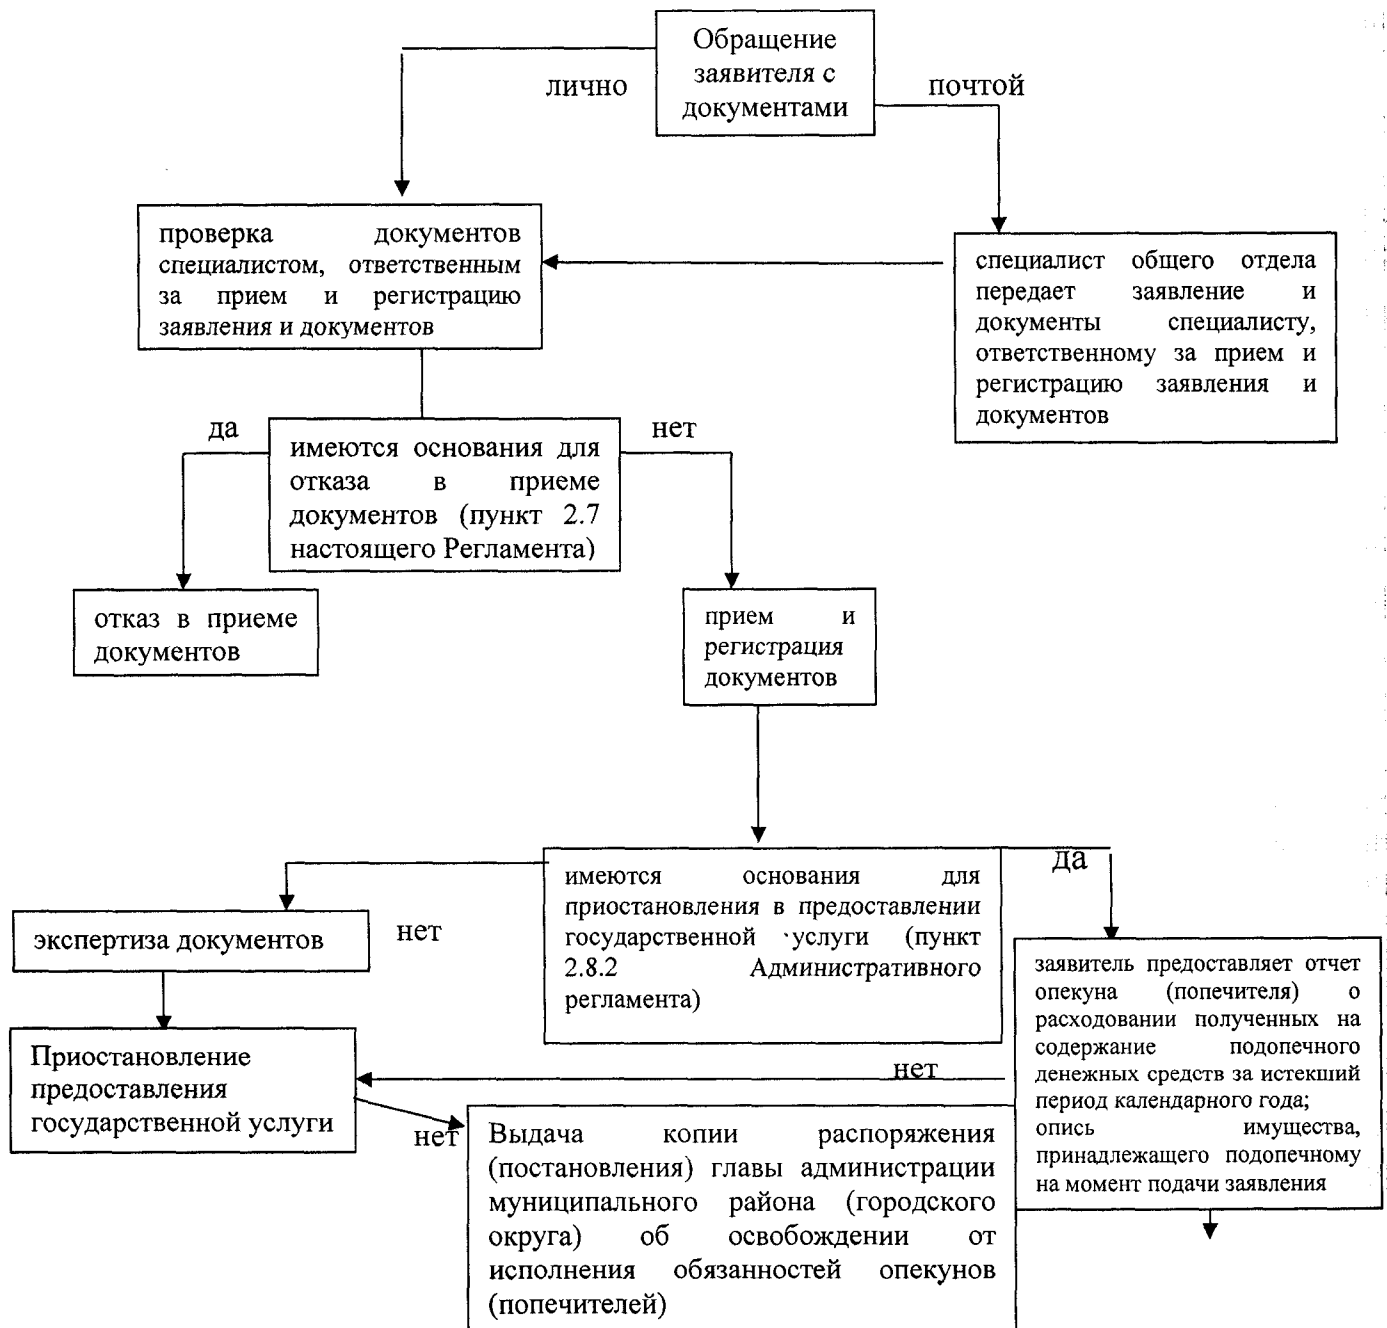 Обращение
заявителя с
документами
лично
почтой
проверка документов
специалистом, ответственным
за прием и регистрацию
заявления и документов
специалист общего отдела
передает заявление и
документы специалисту,
ответственному за прием и
регистрацию заявления и
документов
да
нет
имеются основания для
отказа в приеме
документов (пункт 2.7
настоящего Регламента)
отказ в приеме
документов
прием и
регистрация
документов
да
имеются основания для
приостановления в предоставлении
государственной услуги (пункт
2.8.2 Административного
регламента)
экспертиза документов
нет
заявитель предоставляет отчет
опекуна (попечителя) о
расходовании полученных на
содержание подопечного
денежных средств за истекший
период календарного года;
опись имущества,
принадлежащего подопечному
на момент подачи заявления
Приостановление
предоставления
государственной услуги
нет
нет
Выдача копии распоряжения
(постановления) главы администрации
муниципального района (городского
округа) об освобождении от
исполнения обязанностей опекунов
(попечителей)